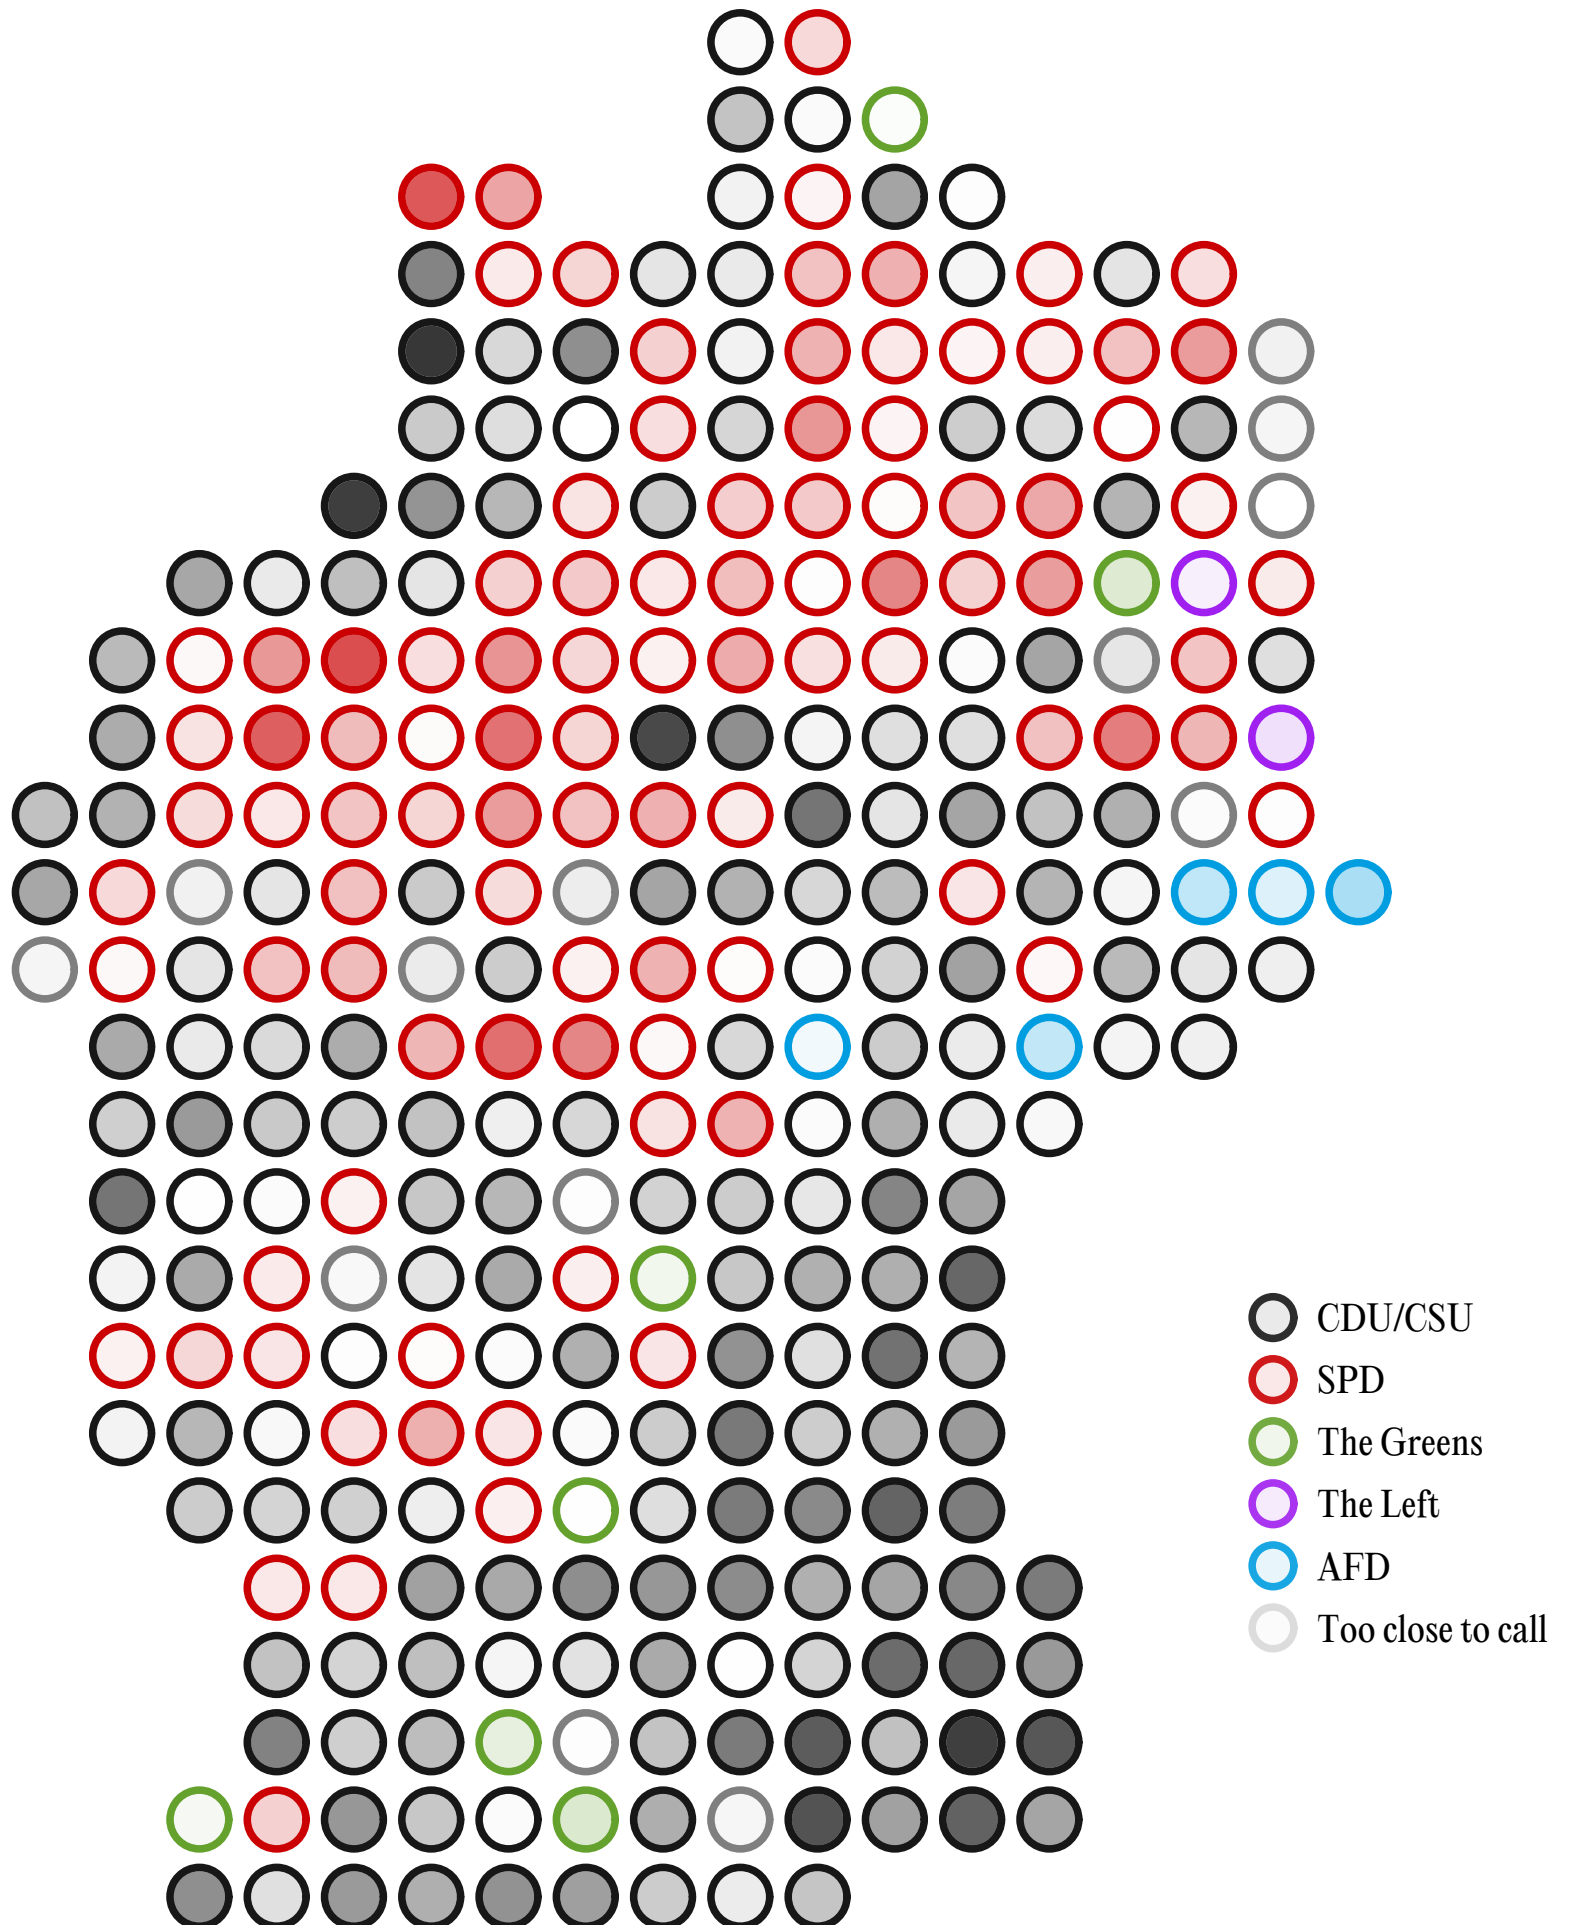 CDU/CSU
SPD
The Greens
The Left
AFD
Too close to call